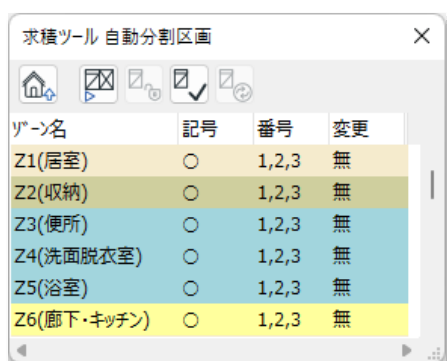 求積ツール 自動分割区画
ゾーン名 記号 番号 変更
Z1(居室) ○ 1,2,3 無
Z2(収納) ○ 1,2,3 無
Z3(便所) ○ 1,2,3 無
Z4(洗面脱衣室) ○ 1,2,3 無
Z5(浴室) ○ 1,2,3 無
Z6(廊下・キッチン) ○ 1,2,3 無